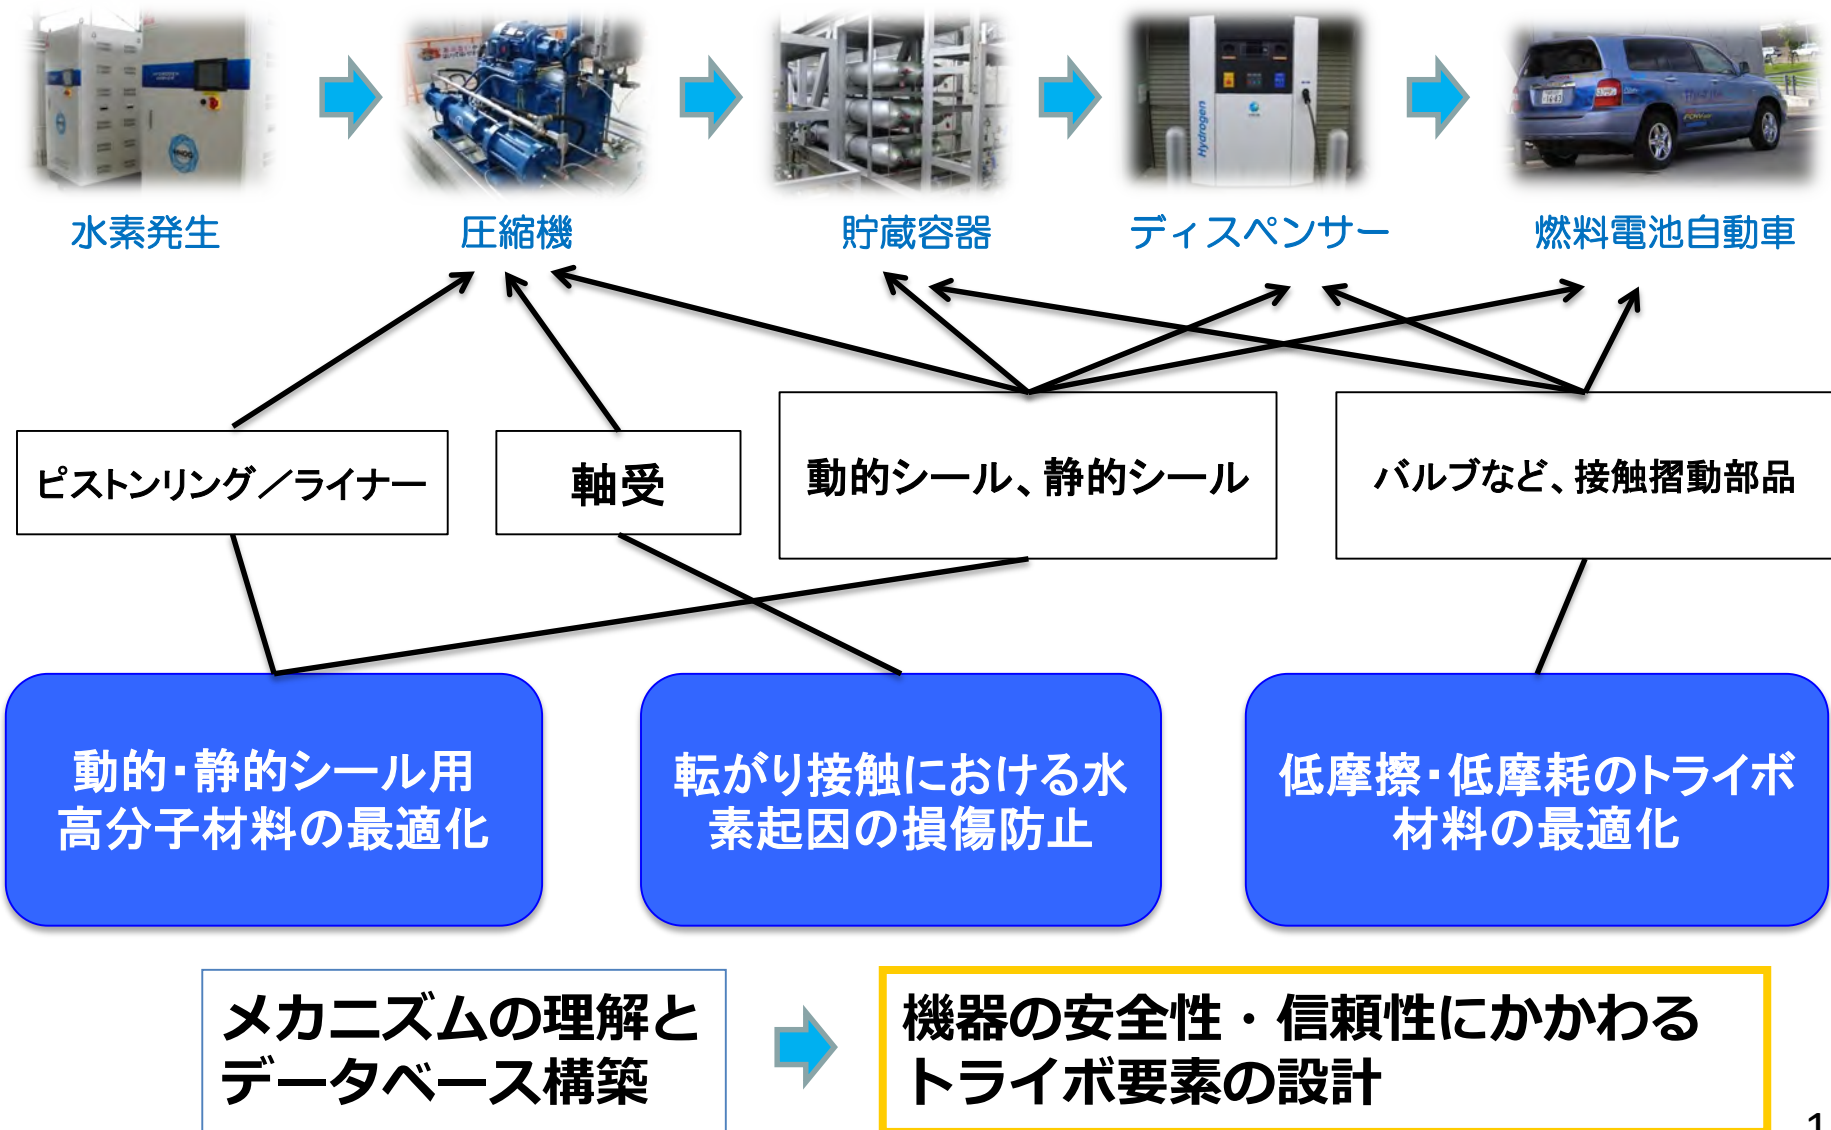 Hydrogen
水素発生
圧縮機
貯蔵容器
ディスペンサー
燃料電池自動車
ピストンリング／ライナー
軸受
動的シール、静的シール
バルブなど、接触摺動部品
動的・静的シール用
高分子材料の最適化
転がり接触における水
素起因の損傷防止
低摩擦・低摩耗のトライボ
材料の最適化
メカニズムの理解と
データベース構築
機器の安全性・信頼性にかかわる
トライボ要素の設計
1